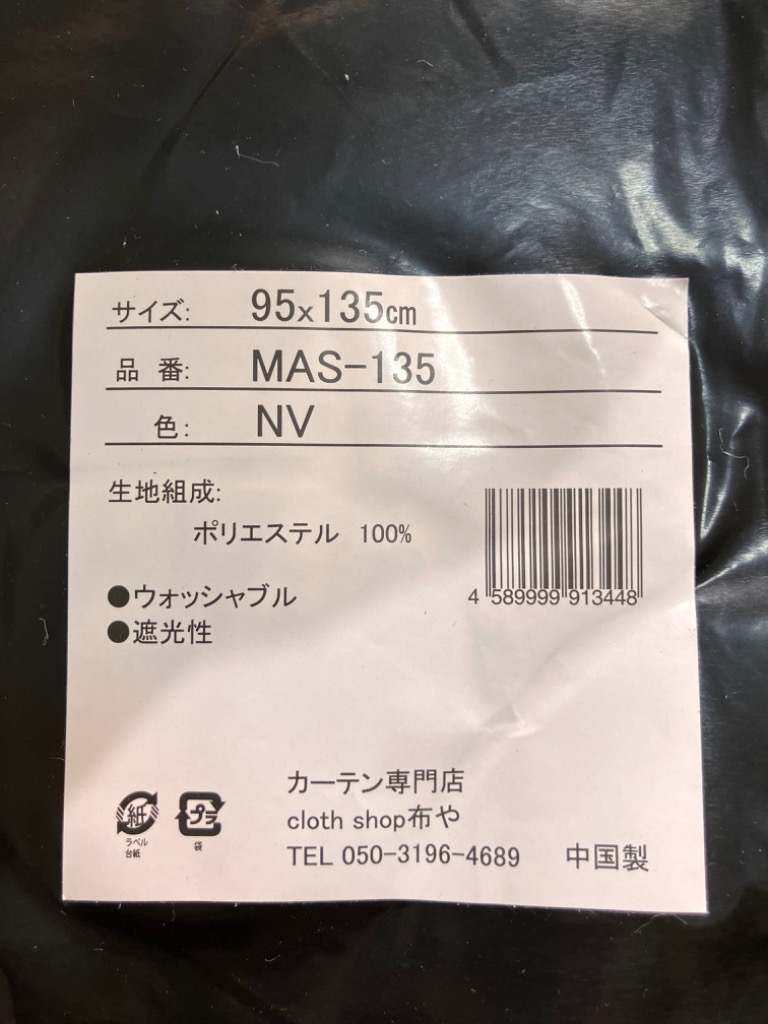 サイズ: 95x135cm
品 番: MAS-135
色: NV
生地組成:
ポリエステル 100%
●ウォッシャブル
●遮光性
4 589999 913448
カーテン専門店
cloth shop布や
TEL 050-3196-4689 中国製
紙
ラベル
台紙
プラ
袋